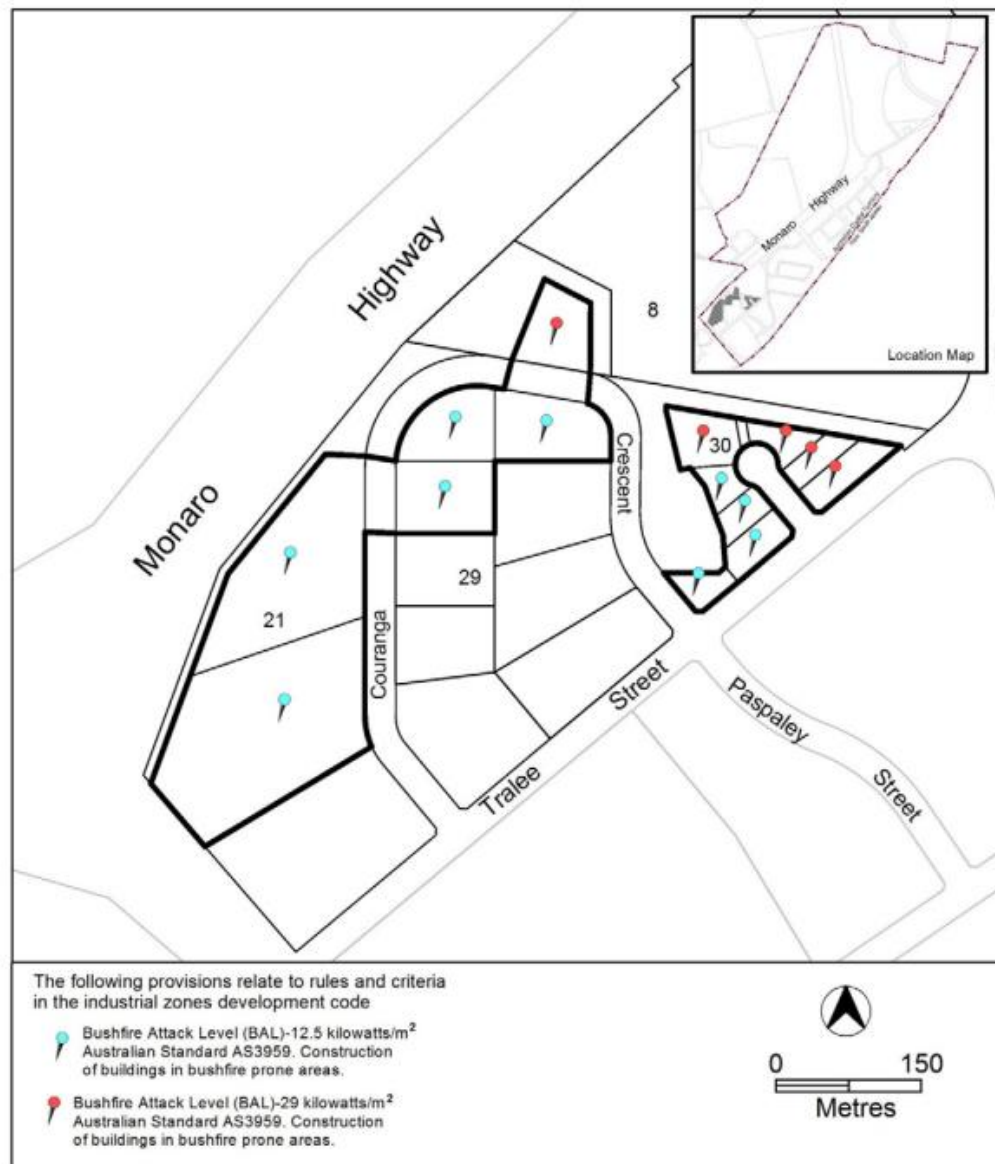 Monaro
Highway
Location Map
Monaro
Highway
8
30
Crescent
21
29
Couranga
Tralee
Street
Paspaley
Street
The following provisions relate to rules and criteria
in the industrial zones development code
Bushfire Attack Level (BAL)-12.5 kilowatts/m²
Australian Standard AS3959. Construction
of buildings in bushfire prone areas.
Bushfire Attack Level (BAL)-29 kilowatts/m²
Australian Standard AS3959. Construction
of buildings in bushfire prone areas.
0 150
Metres